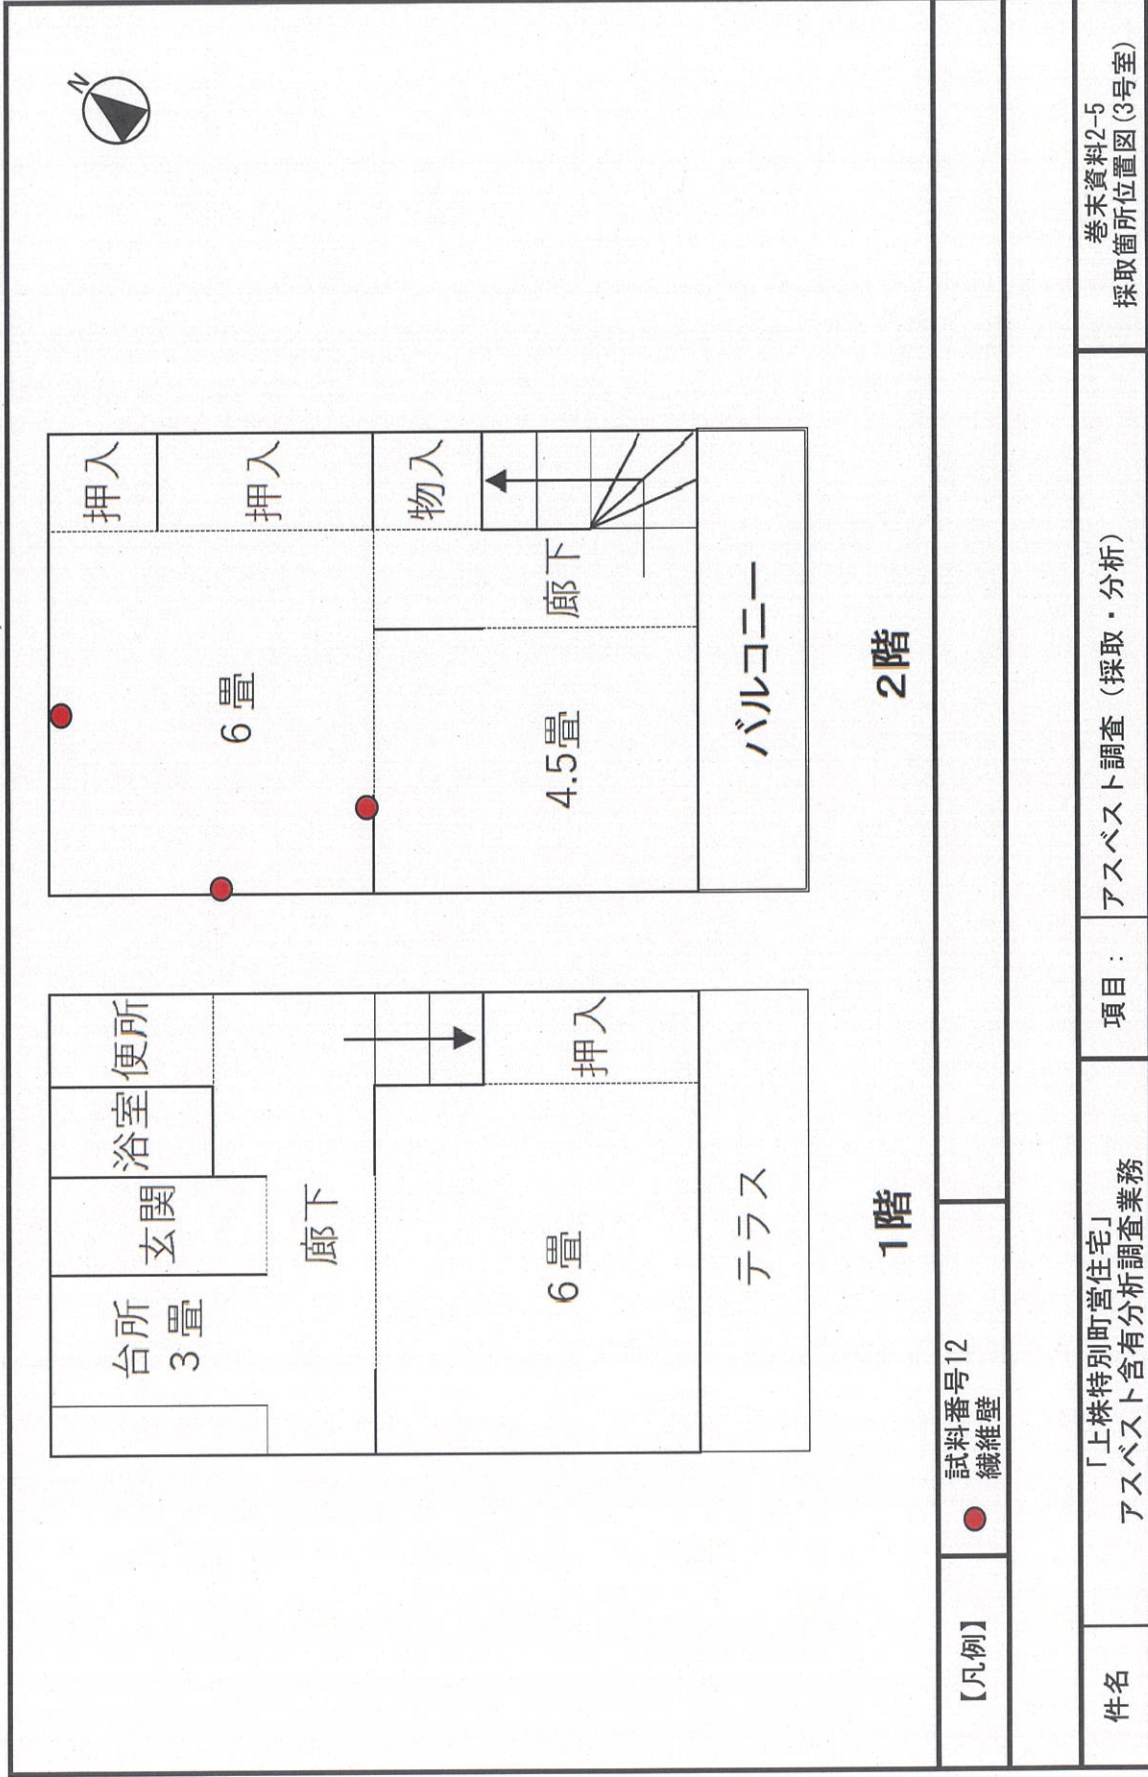 N
台所
3畳
玄関
浴室
便所
廊下
6畳
押入
テラス
1階
押入
押入
物入
6畳
廊下
4.5畳
バルコニー
2階
【凡例】
試料番号12
繊維壁
件名
「上株特別町営住宅」
アスベスト含有分析調査業務
項目：
アスベスト調査（採取・分析）
巻末資料2-5
採取箇所位置図(3号室)